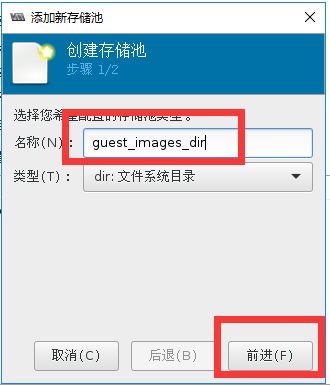 添加新存储池
创建存储池
步骤 1/2
选择您希望配置的存储池类型 。
名称(N)： guest_images_dir
类型(T)： dir: 文件系统目录
取消(C) 后退(B) 前进(F)